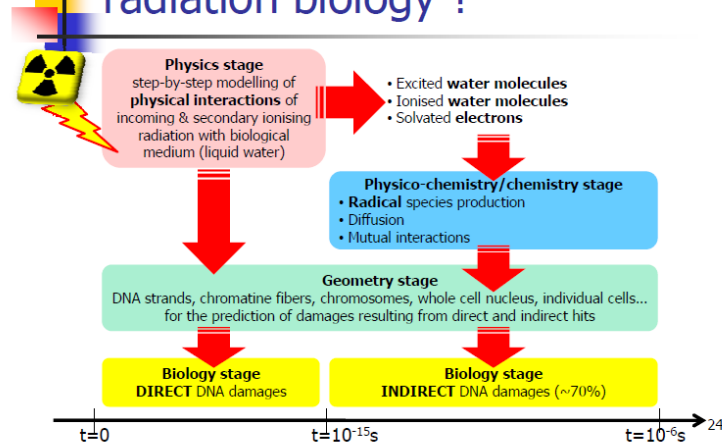 radiation biology ?
Physics stage
step-by-step modelling of
physical interactions of
incoming & secondary ionising
radiation with biological
medium (liquid water)
• Excited water molecules
• Ionised water molecules
• Solvated electrons
Physico-chemistry/chemistry stage
• Radical species production
• Diffusion
• Mutual interactions
Geometry stage
DNA strands, chromatine fibers, chromosomes, whole cell nucleus, individual cells...
for the prediction of damages resulting from direct and indirect hits
Biology stage
DIRECT DNA damages
Biology stage
INDIRECT DNA damages (~70%)
t=0
t=10⁻¹⁵s
t=10⁻⁶s
24